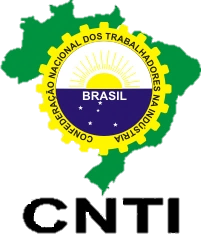 CONFEDERAÇÃO NACIONAL DOS TRABALHADORES NA INDÚSTRIA
BRASIL
CNTI